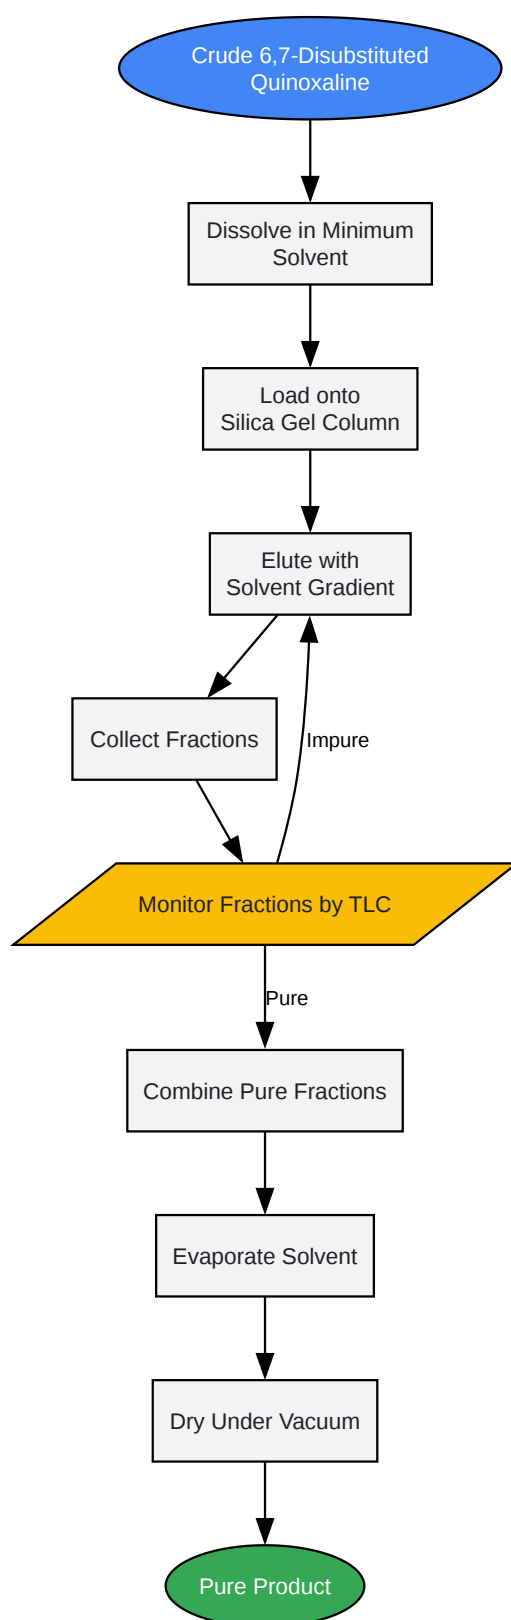 Crude 6,7-Disubstituted
Quinoxaline
Dissolve in Minimum
Solvent
Load onto
Silica Gel Column
Elute with
Solvent Gradient
Collect Fractions
Impure
Monitor Fractions by TLC
Pure
Combine Pure Fractions
Evaporate Solvent
Dry Under Vacuum
Pure Product